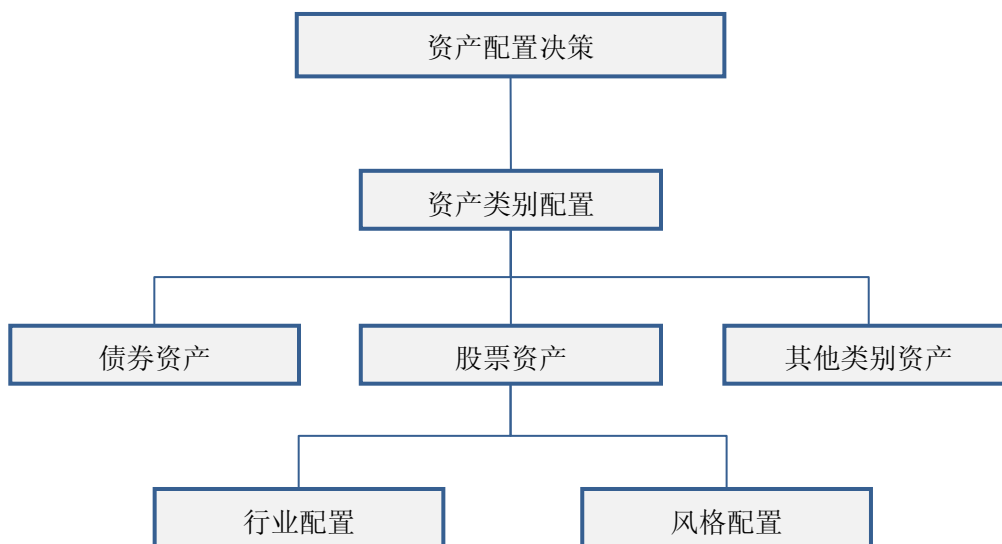 资产配置决策
资产类别配置
债券资产
股票资产
其他类别资产
行业配置
风格配置